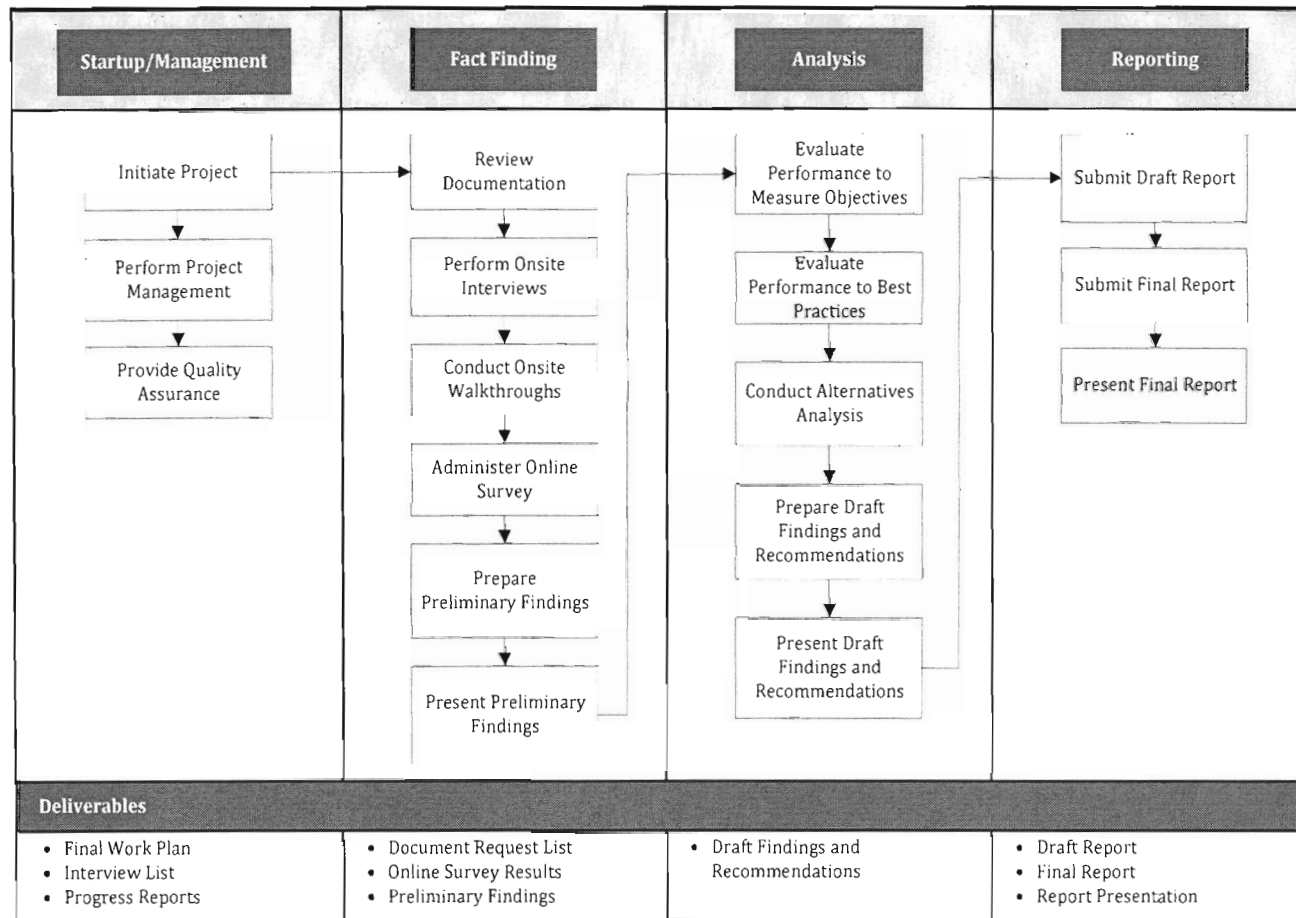 Startup/Management
Fact Finding
Analysis
Reporting
Initiate Project
Perform Project
Management
Provide Quality
Assurance
Review
Documentation
Perform Onsite
Interviews
Conduct Onsite
Walkthroughs
Administer Online
Survey
Prepare
Preliminary Findings
Present Preliminary
Findings
Evaluate
Performance to
Measure Objectives
Evaluate
Performance to Best
Practices
Conduct Alternatives
Analysis
Prepare Draft
Findings and
Recommendations
Present Draft
Findings and
Recommendations
Submit Draft Report
Submit Final Report
Present Final Report
Deliverables
• Final Work Plan
• Interview List
• Progress Reports
• Document Request List
• Online Survey Results
• Preliminary Findings
• Draft Findings and
Recommendations
• Draft Report
• Final Report
• Report Presentation